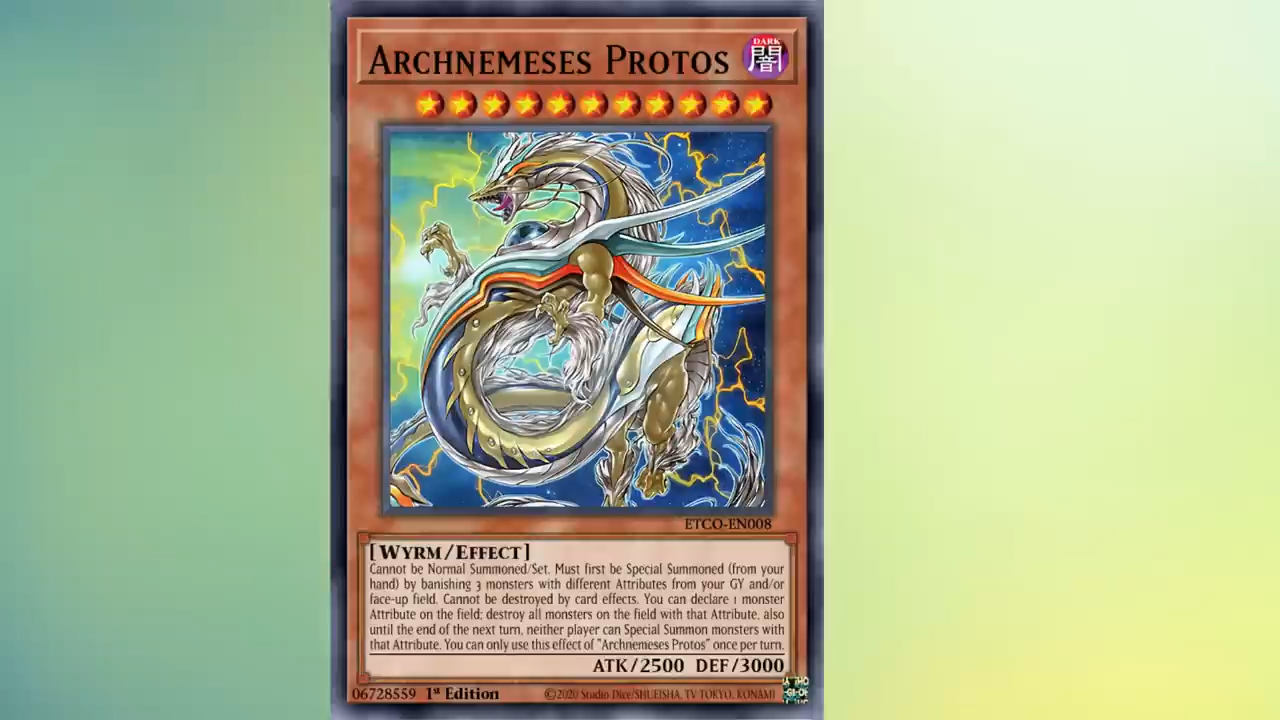 ARCHNEMESES PROTOS
DARK
闇
ETCO-EN008
[WYRM/EFFECT]
Cannot be Normal Summoned/Set. Must first be Special Summoned (from your
hand) by banishing 3 monsters with different Attributes from your GY and/or
face-up field. Cannot be destroyed by card effects. You can declare 1 monster
Attribute on the field; destroy all monsters on the field with that Attribute, also
until the end of the next turn, neither player can Special Summon monsters with
that Attribute. You can only use this effect of "Archnemeses Protos" once per turn.
ATK/2500 DEF/3000
06728559 1st Edition ©2020 Studio Dice/SHUEISHA, TV TOKYO, KONAMI